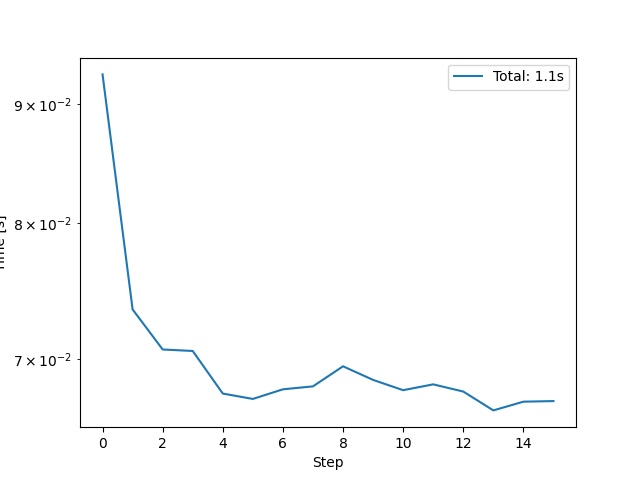 Total: 1.1s
9 × 10⁻²
8 × 10⁻²
7 × 10⁻²
[s]
0 2 4 6 8 10 12 14
Step